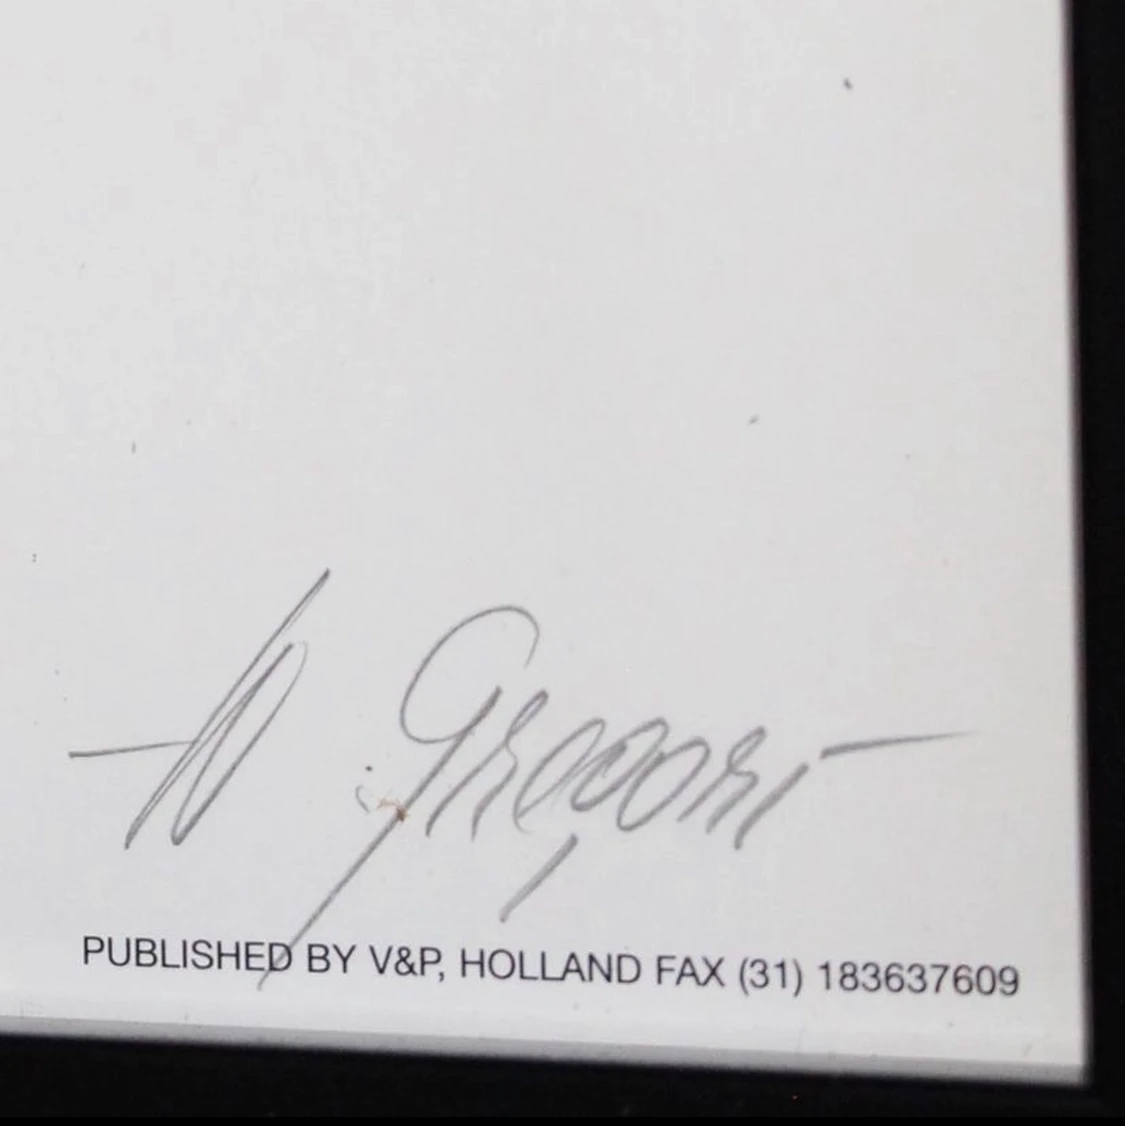 PUBLISHED BY V&P, HOLLAND FAX (31) 183637609